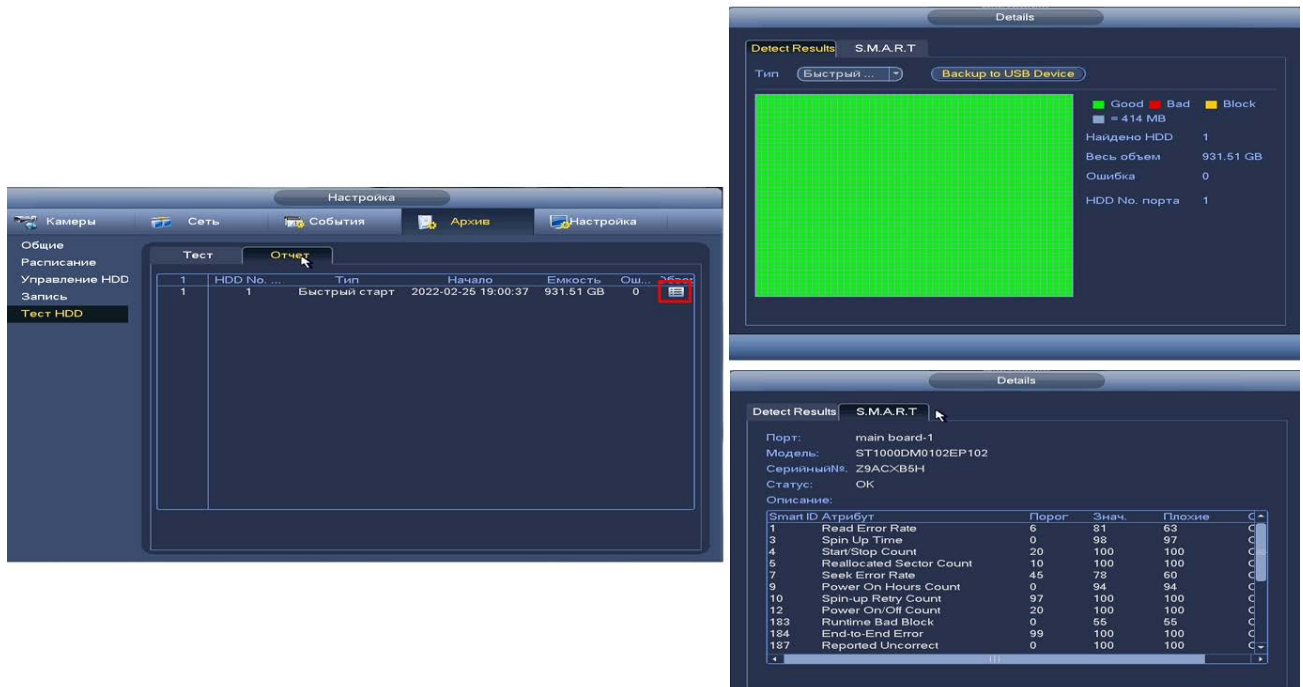 Настройка
Камеры Сеть События Архив Настройка
Общие
Расписание
Управление HDD
Запись
Тест HDD
Тест Отчет
1 HDD No. ... Тип Начало Емкость Ош...
1 1 Быстрый старт 2022-02-25 19:00:37 931.51 GB 0
Details
Detect Results S.M.A.R.T
Тип Быстрый ... Backup to USB Device
Good Bad Block
= 414 MB
Найдено HDD 1
Весь объем 931.51 GB
Ошибка 0
HDD No. порта 1
Details
Detect Results S.M.A.R.T
Порт: main board-1
Модель: ST1000DM0102EP102
Серийный№. Z9ACXB5H
Статус: OK
Описание:
Smart ID Атрибут Порог Знач. Плохие
1 Read Error Rate 6 81 63
3 Spin Up Time 0 98 97
4 Start/Stop Count 20 100 100
5 Reallocated Sector Count 10 100 100
7 Seek Error Rate 45 78 60
9 Power On Hours Count 0 94 94
10 Spin-up Retry Count 97 100 100
12 Power On/Off Count 20 100 100
183 Runtime Bad Block 0 55 55
184 End-to-End Error 99 100 100
187 Reported Uncorrect 0 100 100